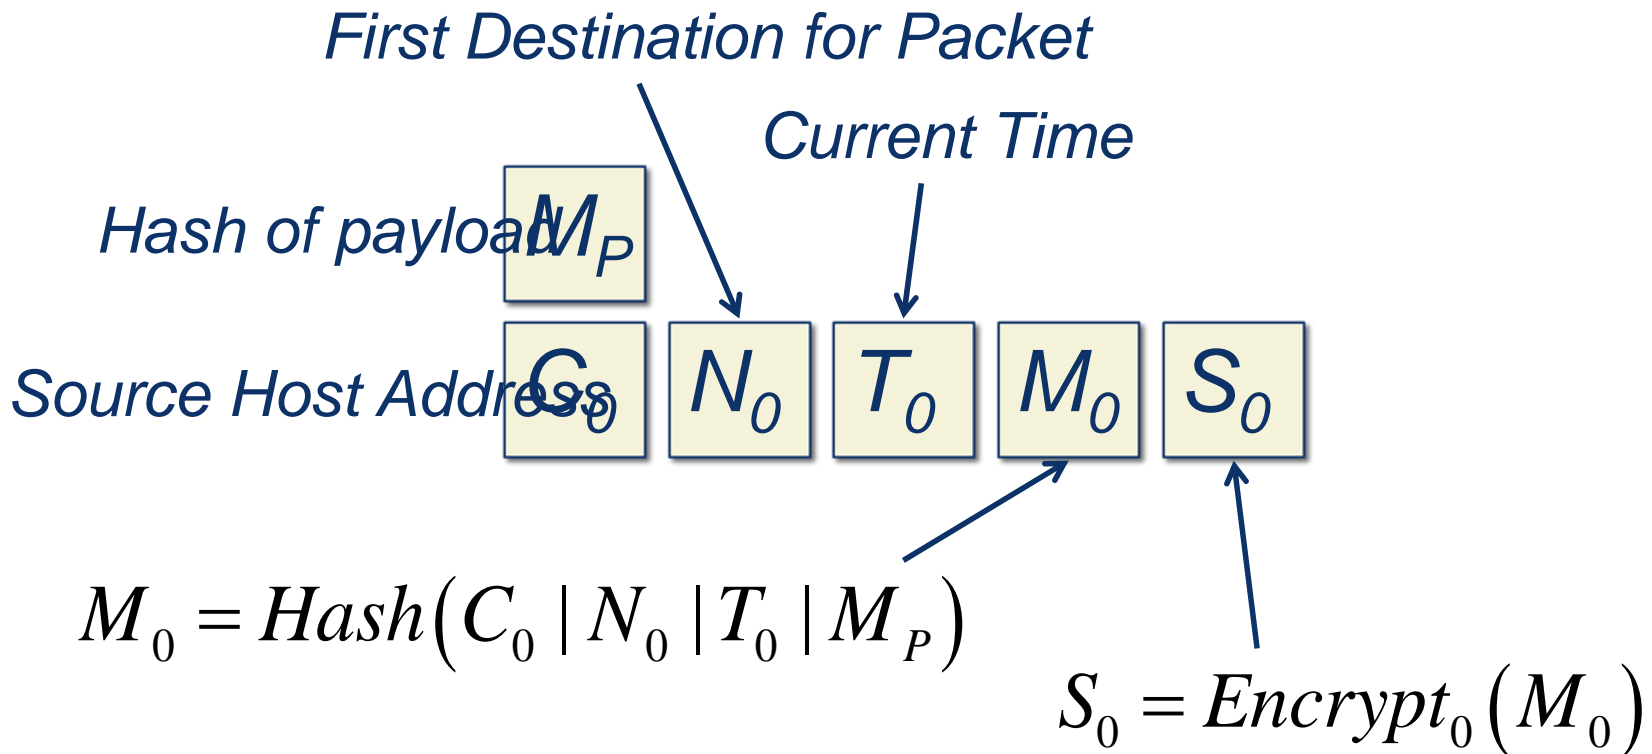 First Destination for Packet
Current Time
Hash of payload M_P
Source Host Address C_0 N_0 T_0 M_0 S_0
M_0 = Hash(C_0 | N_0 | T_0 | M_P)
S_0 = Encrypt_0(M_0)